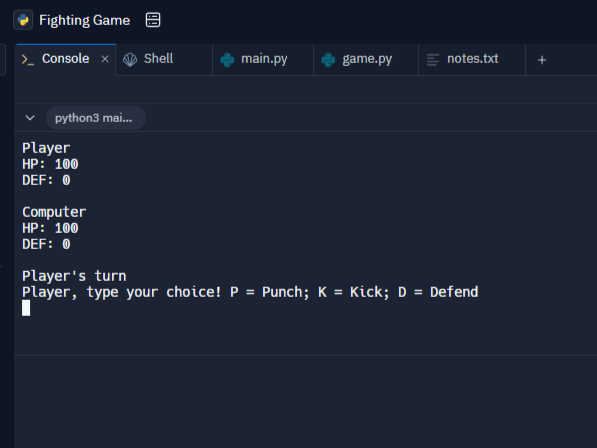 Fighting Game
Console × Shell main.py game.py notes.txt +
python3 mai...
Player
HP: 100
DEF: 0
Computer
HP: 100
DEF: 0
Player's turn
Player, type your choice! P = Punch; K = Kick; D = Defend